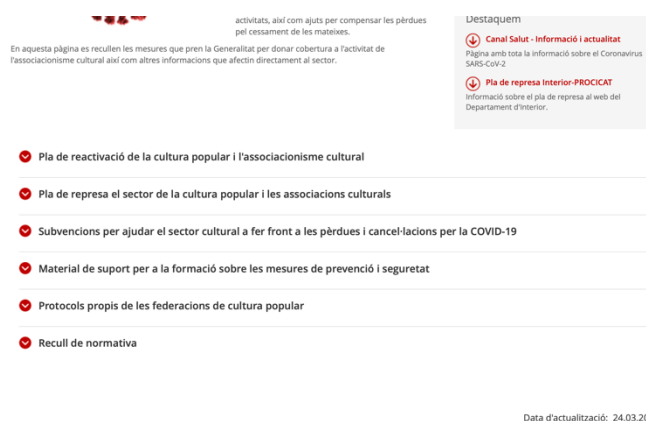 activitats, així com ajuts per compensar les pèrdues
pel cessament de les mateixes.
En aquesta pàgina es recullen les mesures que pren la Generalitat per donar cobertura a l'activitat de
l'associacionisme cultural així com altres informacions que afectin directament al sector.
Destaquem
Canal Salut - Informació i actualitat
Pàgina amb tota la informació sobre el Coronavirus
SARS-CoV-2
Pla de represa Interior-PROCICAT
Informació sobre el pla de represa al web del
Departament d'Interior.
Pla de reactivació de la cultura popular i l'associacionisme cultural
Pla de represa el sector de la cultura popular i les associacions culturals
Subvencions per ajudar el sector cultural a fer front a les pèrdues i cancel·lacions per la COVID-19
Material de suport per a la formació sobre les mesures de prevenció i seguretat
Protocols propis de les federacions de cultura popular
Recull de normativa
Data d'actualització: 24.03.20